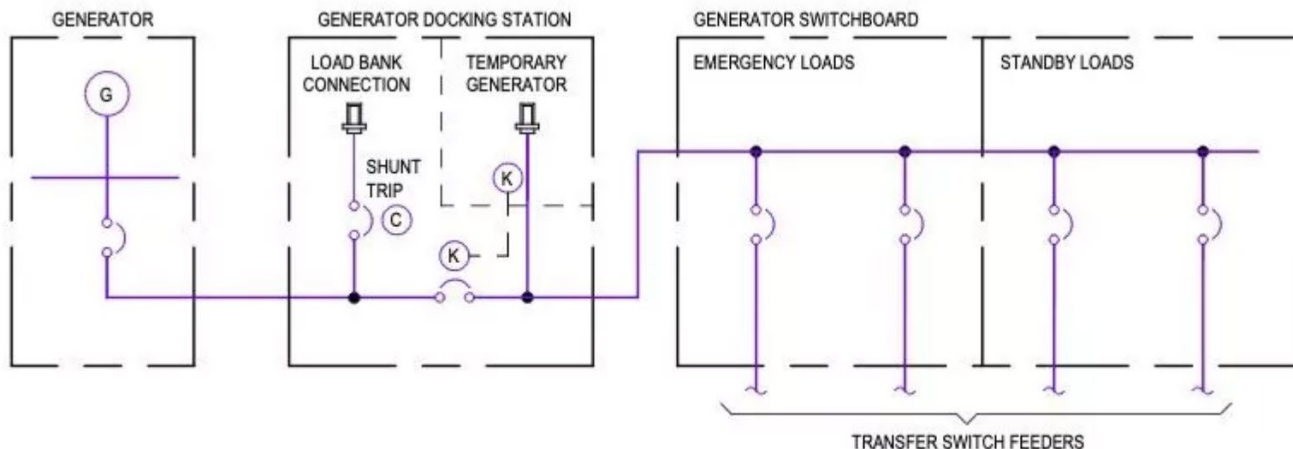 GENERATOR
G
GENERATOR DOCKING STATION
LOAD BANK
CONNECTION
TEMPORARY
GENERATOR
SHUNT
TRIP
C
K
K
GENERATOR SWITCHBOARD
EMERGENCY LOADS
STANDBY LOADS
TRANSFER SWITCH FEEDERS